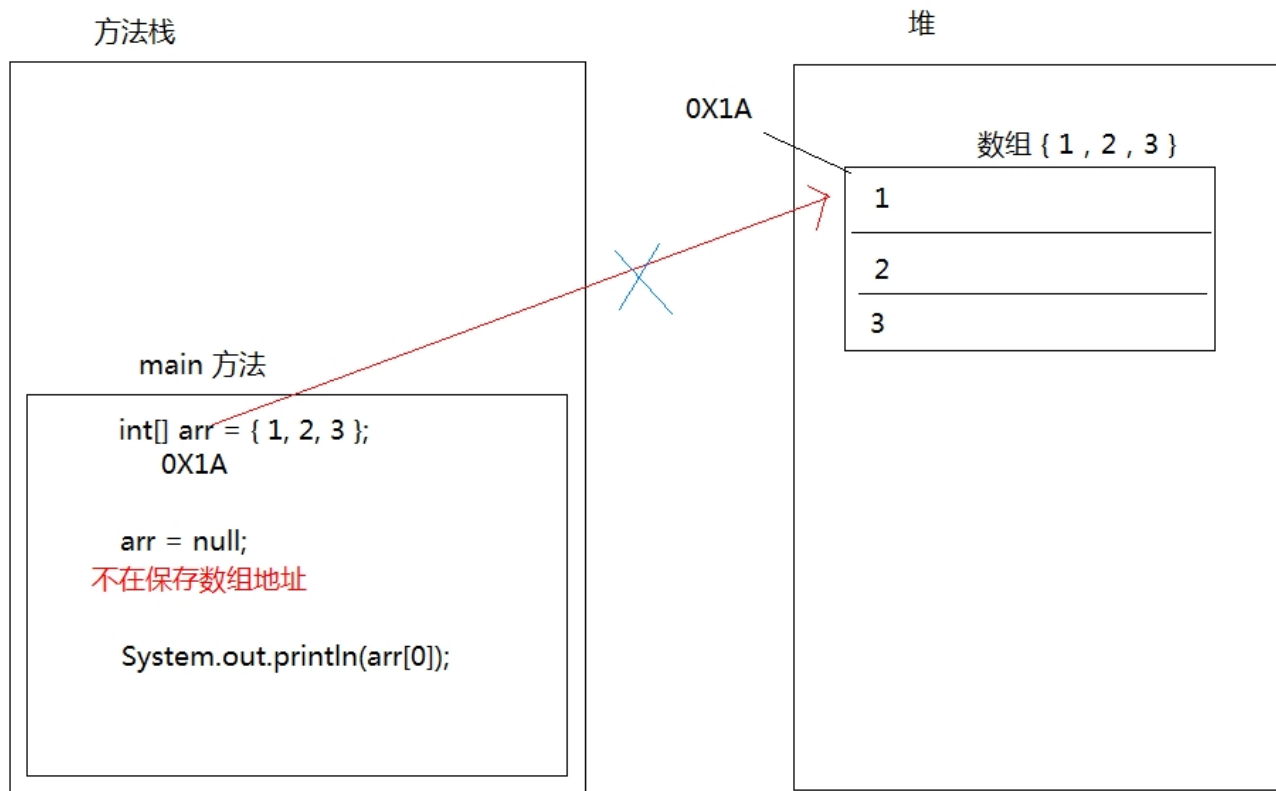 方法栈
堆
0X1A
数组 { 1 , 2 , 3 }
1
2
3
main 方法
int[] arr = { 1, 2, 3 };
0X1A
arr = null;
不在保存数组地址
System.out.println(arr[0]);